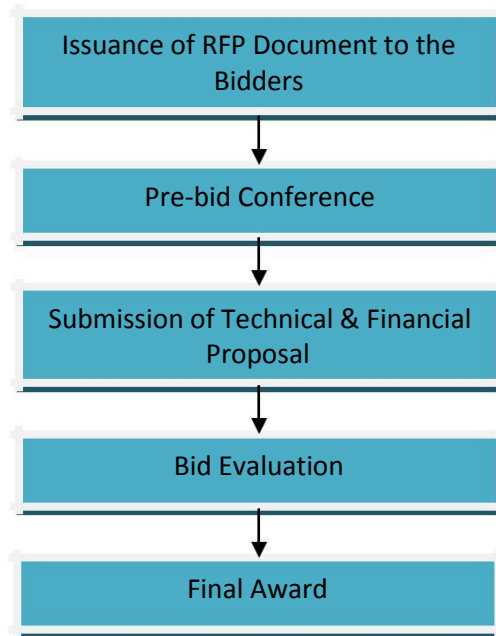 Issuance of RFP Document to the
Bidders
Pre-bid Conference
Submission of Technical & Financial
Proposal
Bid Evaluation
Final Award